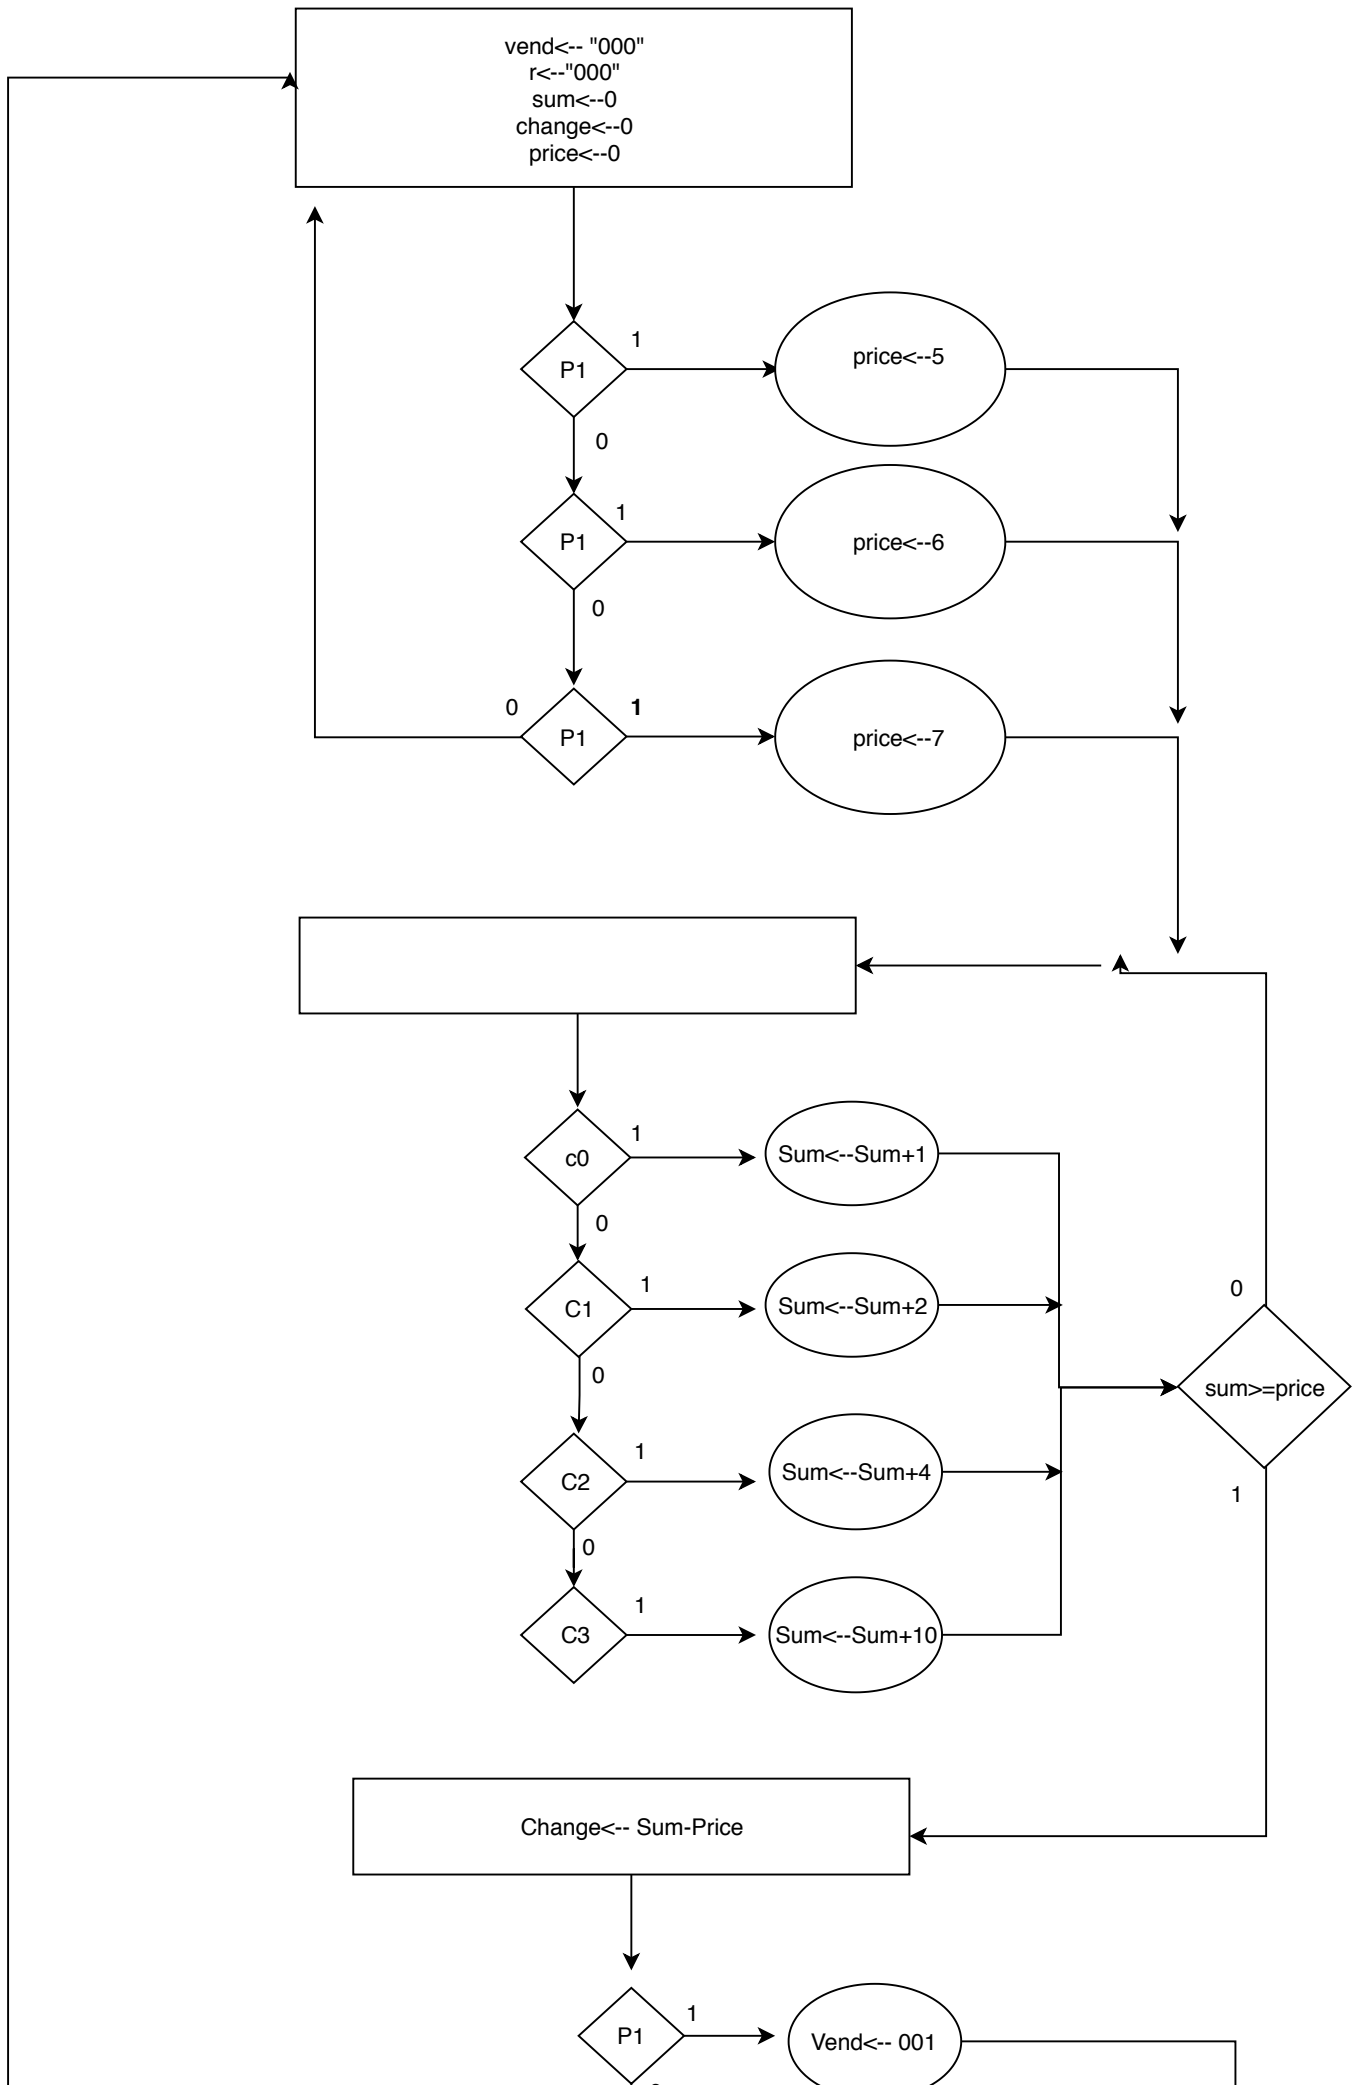 vend<-- "000"
r<--"000"
sum<--0
change<--0
price<--0
1
P1
price<--5
0
1
P1
price<--6
0
0
1
P1
price<--7
1
c0
Sum<--Sum+1
0
1
C1
Sum<--Sum+2
0
0
sum>=price
1
1
C2
Sum<--Sum+4
0
1
C3
Sum<--Sum+10
Change<-- Sum-Price
1
P1
Vend<-- 001